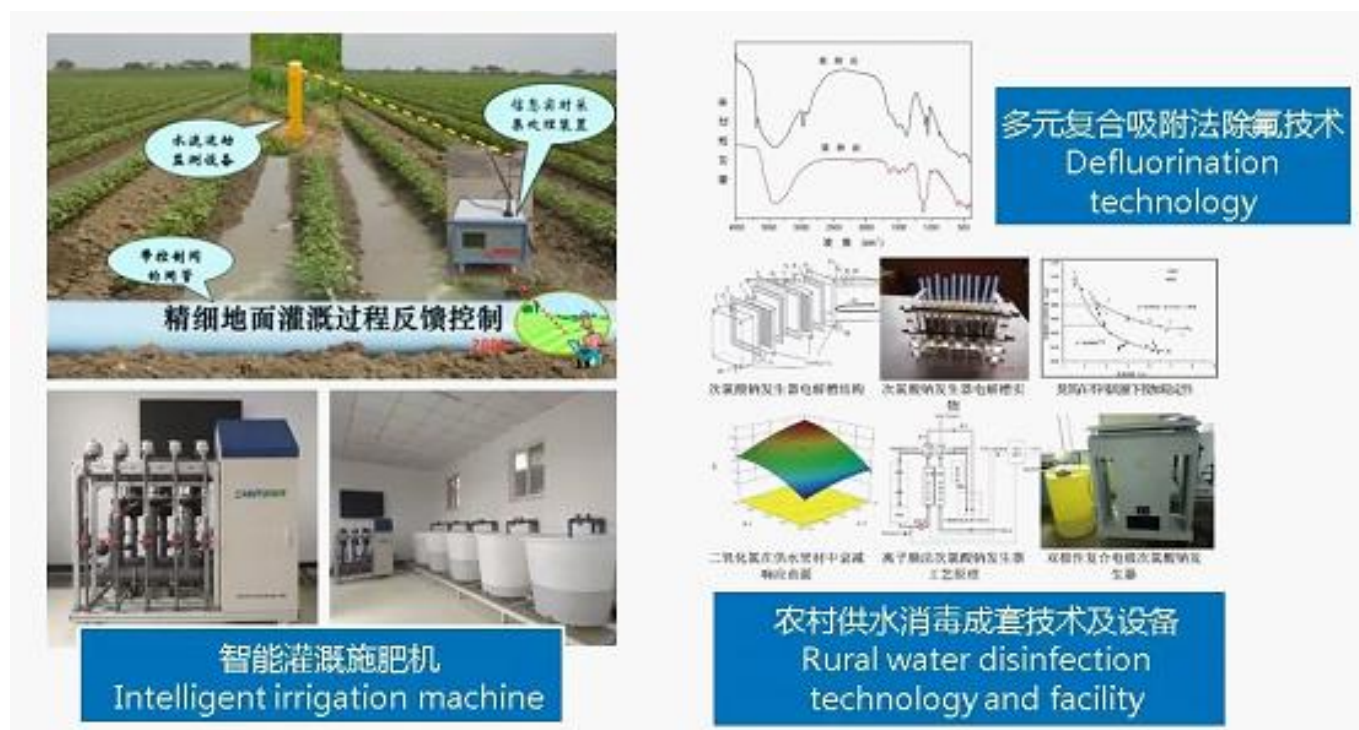 水流运动
监测设备
信息实时采
集处理装置
带控制阀
的闸管
精细地面灌溉过程反馈控制
智能灌溉施肥机
Intelligent irrigation machine
多元复合吸附法除氟技术
Defluorination
technology
次氯酸钠发生器电解槽结构
次氯酸钠发生器电解槽实
物
二氧化氯在供水管材中衰减
响应曲面
离子膜法次氯酸钠发生器
工艺原理
双极性复合电极次氯酸钠发
生器
农村供水消毒成套技术及设备
Rural water disinfection
technology and facility